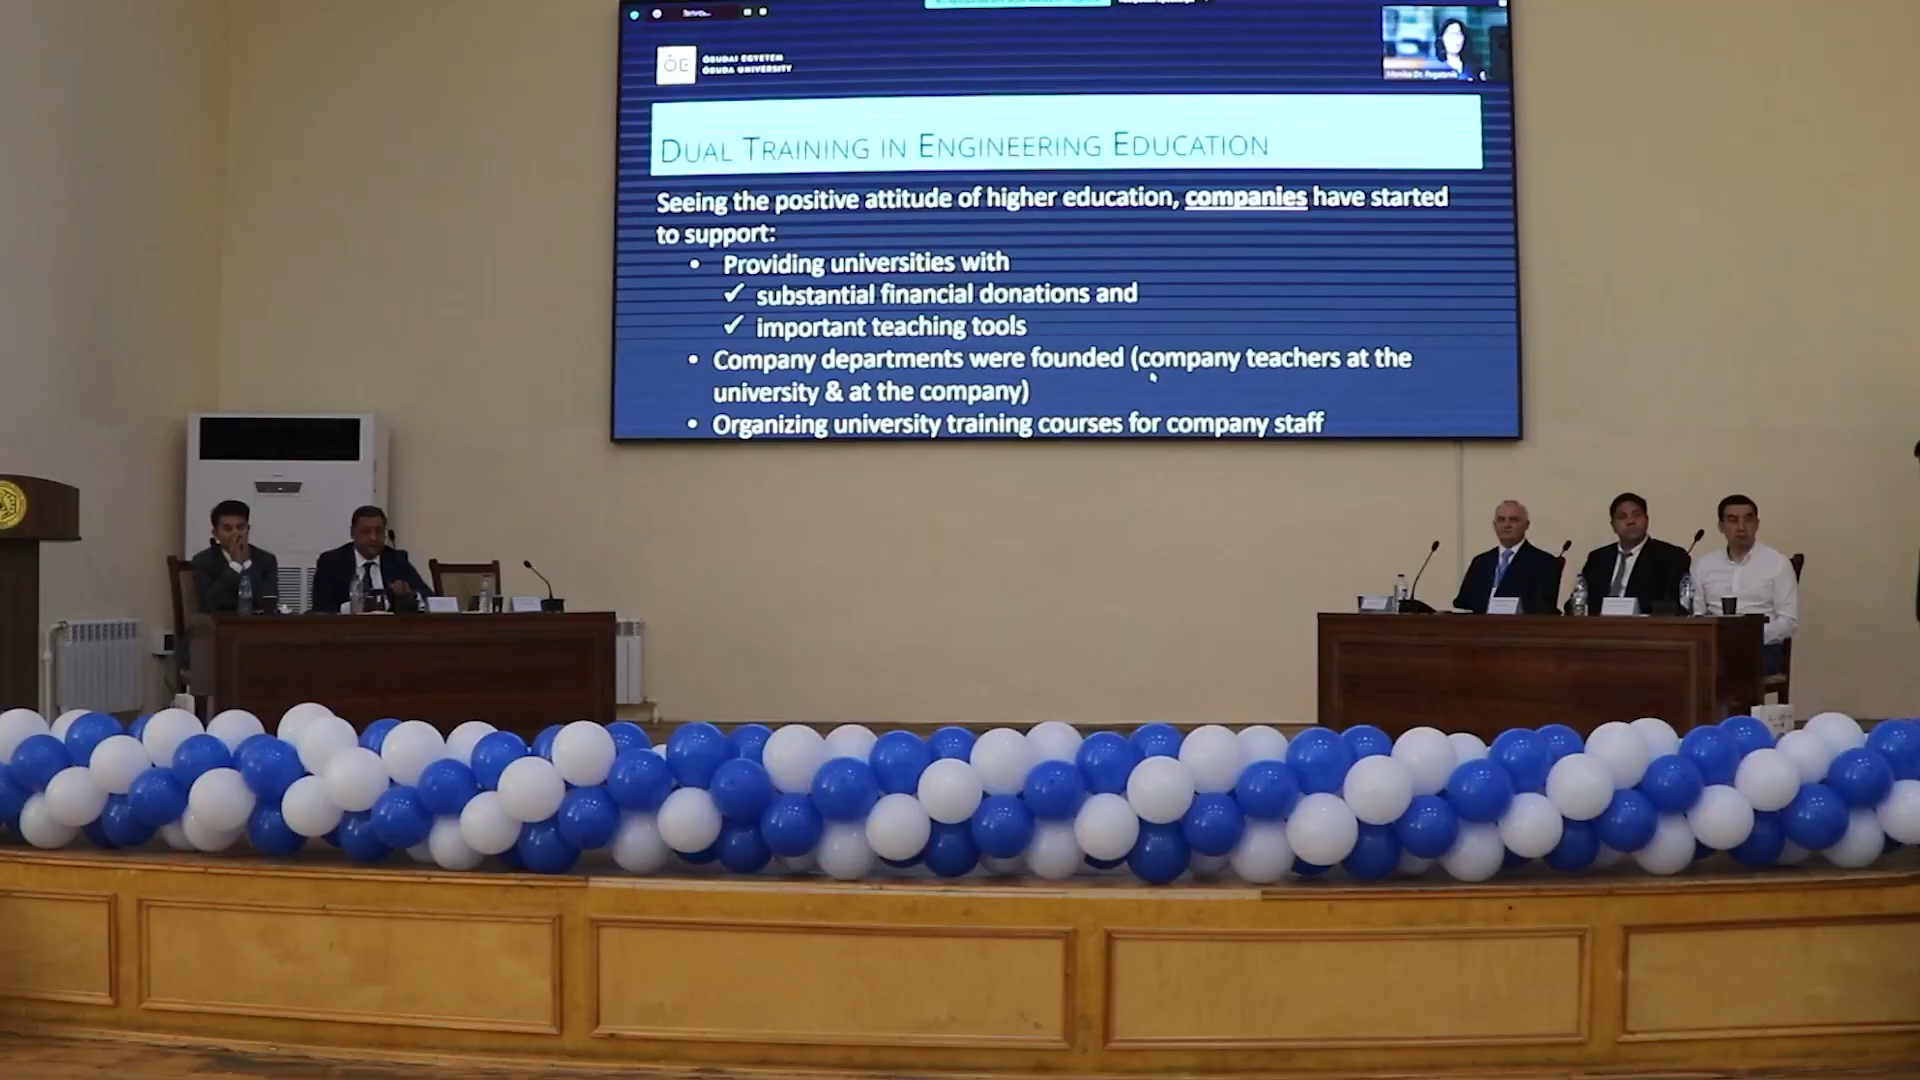 ÓE
ÓBUDAI EGYETEM
ÓBUDA UNIVERSITY
DUAL TRAINING IN ENGINEERING EDUCATION
Seeing the positive attitude of higher education, companies have started
to support:
• Providing universities with
✓ substantial financial donations and
✓ important teaching tools
• Company departments were founded (company teachers at the
university & at the company)
• Organizing university training courses for company staff